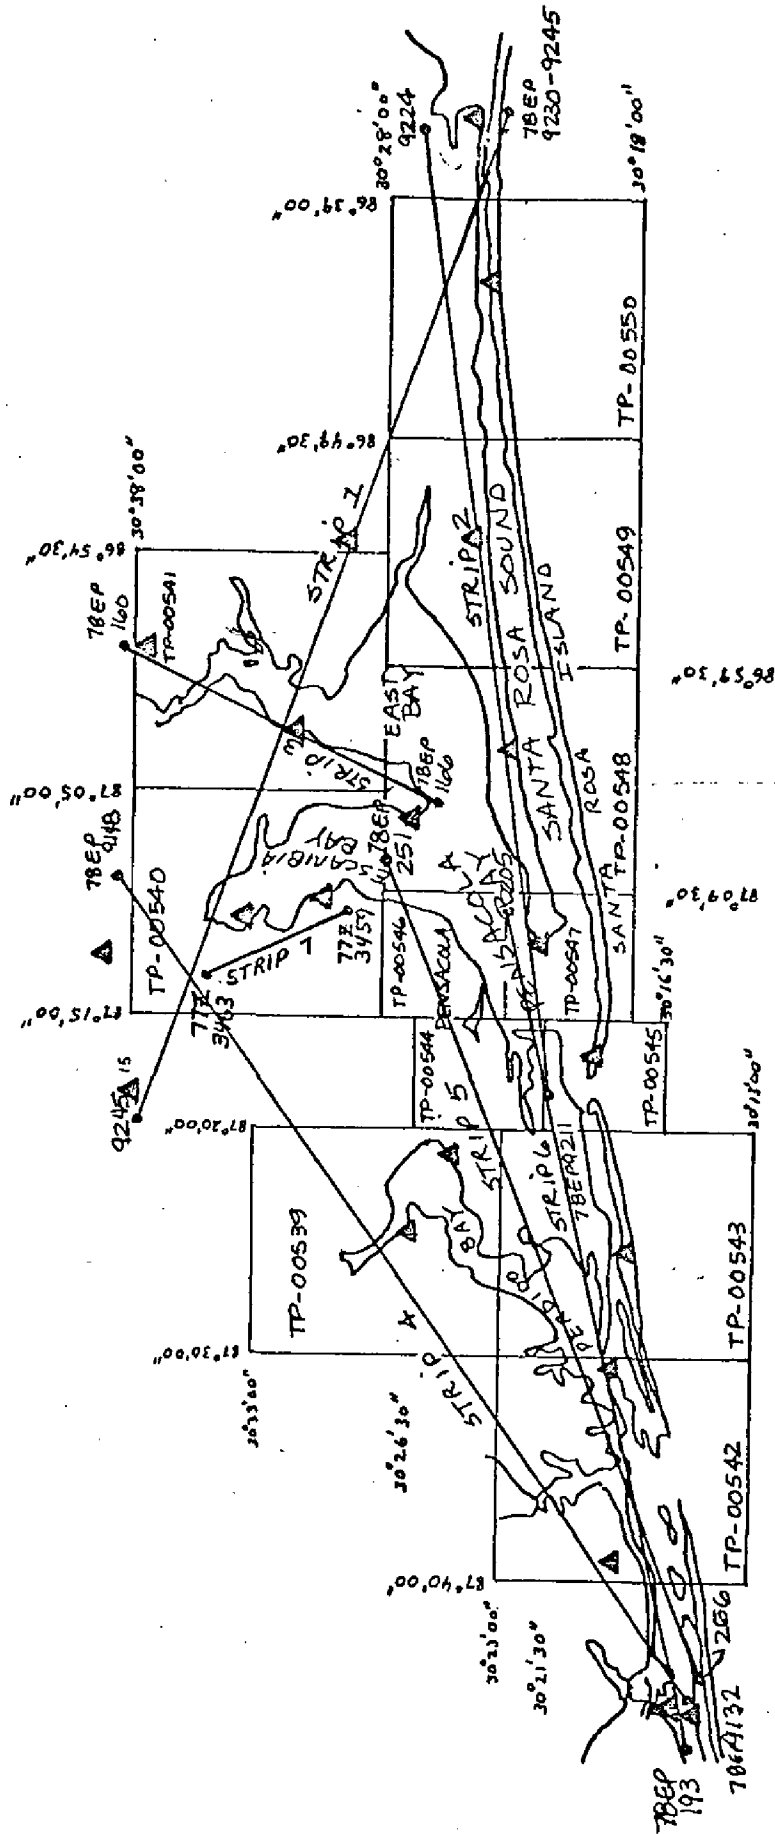 30°28'00"
9224
78EP
9230-9245
30°18'00"
86°39'00"
TP-00550
86°49'30"
30°38'00"
86°54'30"
STRIP 1
78EP
160
TP-00541
STRIP 2
SANTA ROSA SOUND
TP-00549
ISLAND
86°59'30"
EAST
BAY
STRIP 3
87°05'00"
78EP
166
78EP
9148
78EP
251
BAY
ROSA
TP-00548
SANTA
87°09'30"
TP-00540
STRIP 7
77Z
3459
77Z
3463
TP-00546
PENSACOLA
TP-00547
87°15'00"
30°16'30"
TP-00544
TP-00545
9245
15
87°20'00"
30°13'00"
STRIP 5
STRIP 6
78EP9211
TP-00539
BAY
PERDIDO
TP-00543
STRIP 4
87°30'00"
30°33'00"
30°26'30"
TP-00542
87°40'00"
30°23'00"
30°21'30"
266
78EP
193